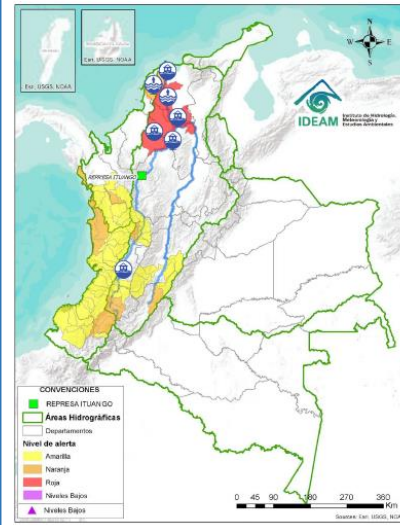 Esri, USGS, NOAA
Esri, USGS, NOAA
N
W
E
S
IDEAM
Instituto de Hidrología,
Meteorología y
Estudios Ambientales
REPRESA ITUANGO
CONVENCIONES
REPRESA ITUANGO
Áreas Hidrográficas
Departamentos
Nivel de alerta
Amarilla
Naranja
Roja
Niveles Bajos
Niveles Bajos
0 45 90 180 270 360
Km
Sources: Esri, USGS, NOAA